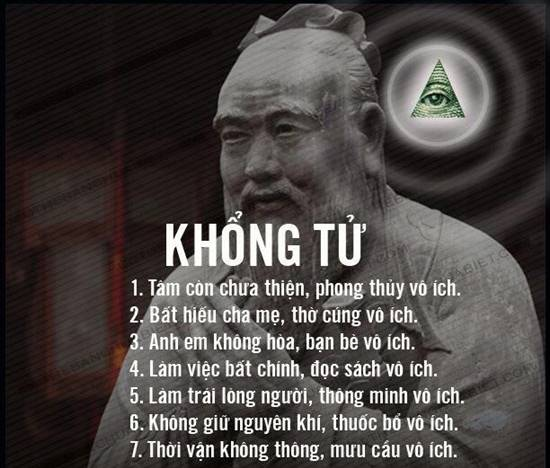 KHỔNG TỬ
1. Tâm còn chưa thiện, phong thủy vô ích.
2. Bất hiếu cha mẹ, thờ cúng vô ích.
3. Anh em không hòa, bạn bè vô ích.
4. Làm việc bất chính, đọc sách vô ích.
5. Làm trái lòng người, thông minh vô ích.
6. Không giữ nguyên khí, thuốc bổ vô ích.
7. Thời vận không thông, mưu cầu vô ích.